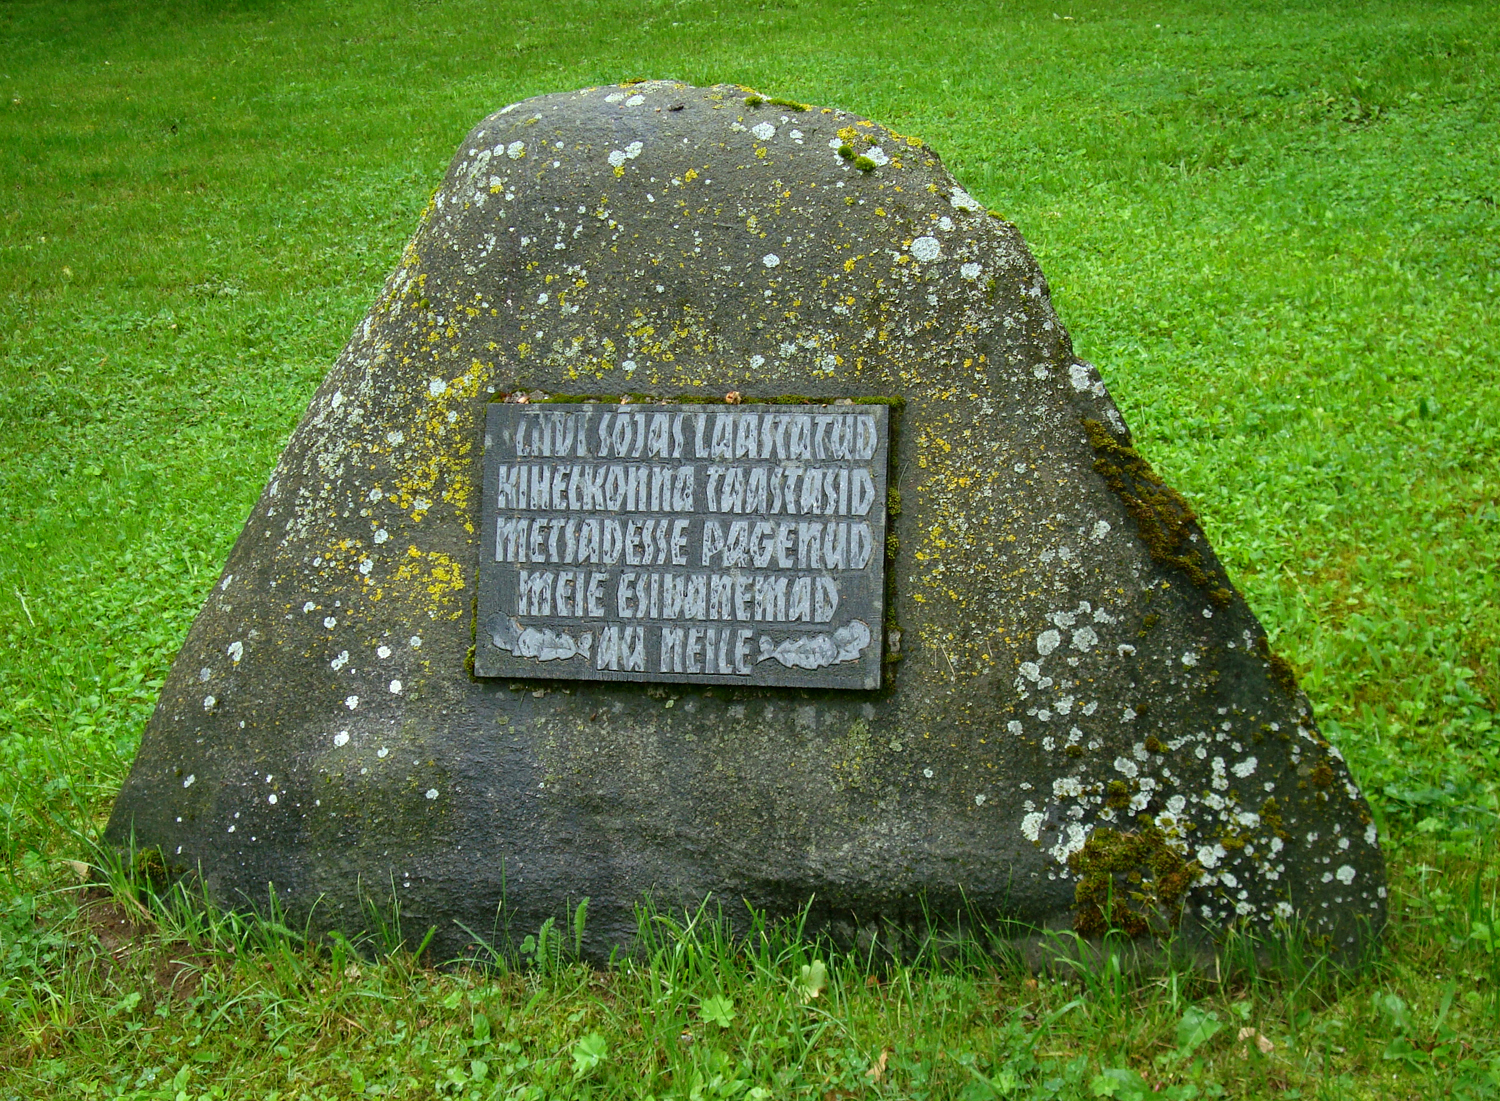 LIIVI SÕJAS LAASTATUD
KIHELKONNA TAASTASID
METSADESSE PAGENUD
MEIE ESIVANEMAD
AU NEILE